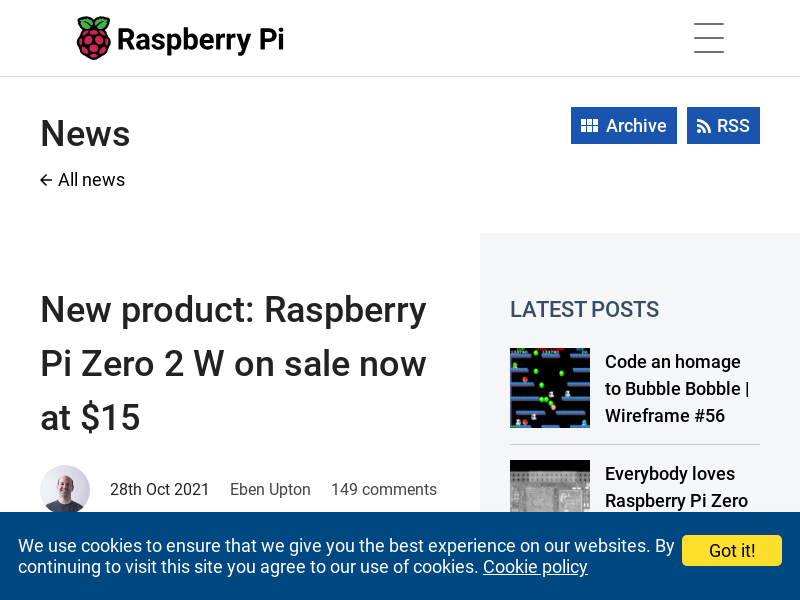 Raspberry Pi
News
Archive
RSS
All news
New product: Raspberry
Pi Zero 2 W on sale now
at $15
28th Oct 2021 Eben Upton 149 comments
LATEST POSTS
Code an homage
to Bubble Bobble |
Wireframe #56
Everybody loves
Raspberry Pi Zero
We use cookies to ensure that we give you the best experience on our websites. By
continuing to visit this site you agree to our use of cookies. Cookie policy
Got it!